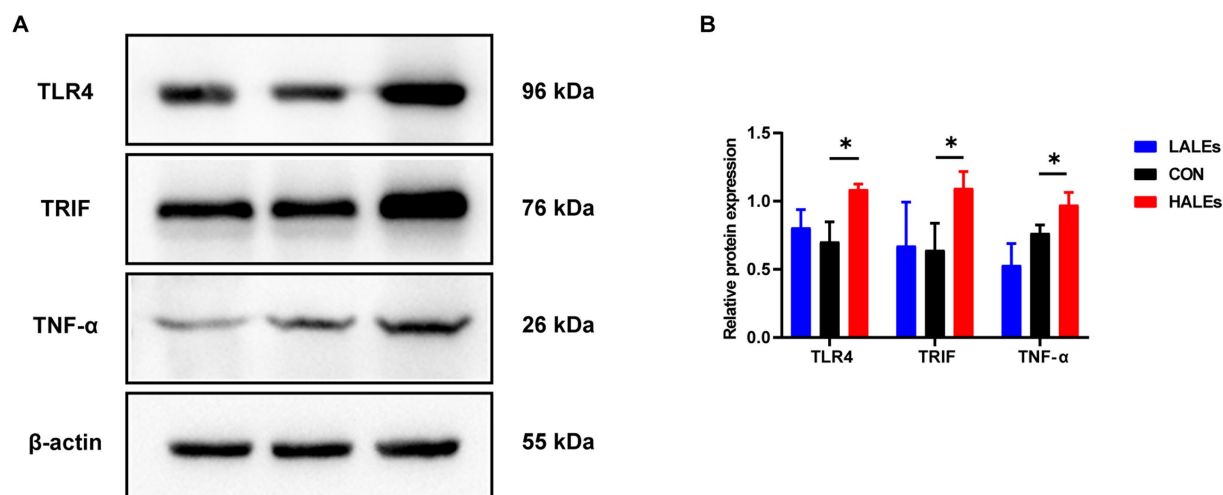 A
TLR4
96 kDa
TRIF
76 kDa
TNF-α
26 kDa
β-actin
55 kDa
B
Relative protein expression
1.5
1.0
0.5
0.0
*
*
*
TLR4
TRIF
TNF-α
LALEs
CON
HALEs